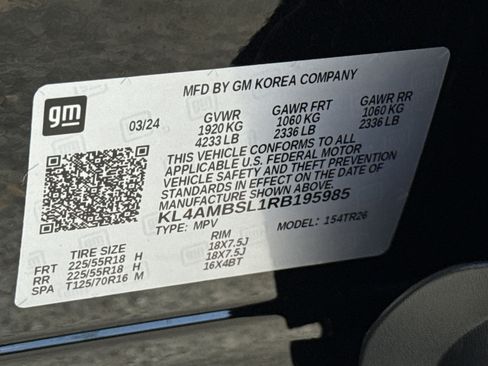 gm
MFD BY GM KOREA COMPANY
03/24 GVWR GAWR FRT GAWR RR
1920 KG 1060 KG 1060 KG
4233 LB 2336 LB 2336 LB
THIS VEHICLE CONFORMS TO ALL
APPLICABLE U.S. FEDERAL MOTOR
VEHICLE SAFETY AND THEFT PREVENTION
STANDARDS IN EFFECT ON THE DATE OF
MANUFACTURE SHOWN ABOVE.
KL4AMBSL1RB195985
TYPE: MPV MODEL: 154TR26
TIRE SIZE RIM
FRT 225/55R18 H 18X7.5J
RR 225/55R18 H 18X7.5J
SPA T125/70R16 M 16X4BT